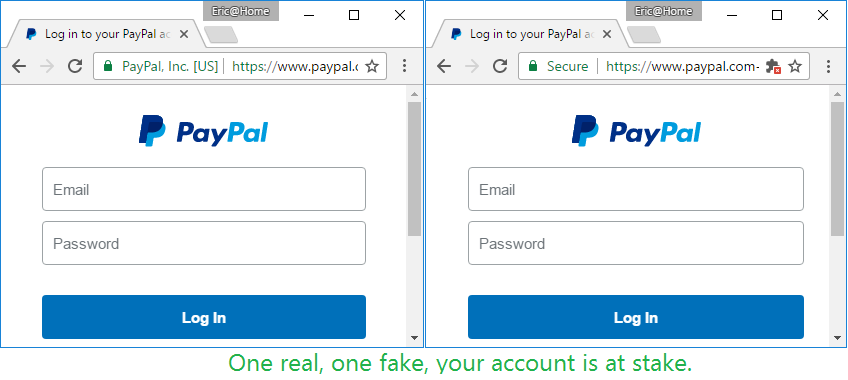 Eric@Home
Log in to your PayPal ac
PayPal, Inc. [US] https://www.paypal.c
PayPal
Email
Password
Log In
Eric@Home
Log in to your PayPal ac
Secure https://www.paypal.com-
PayPal
Email
Password
Log In
One real, one fake, your account is at stake.